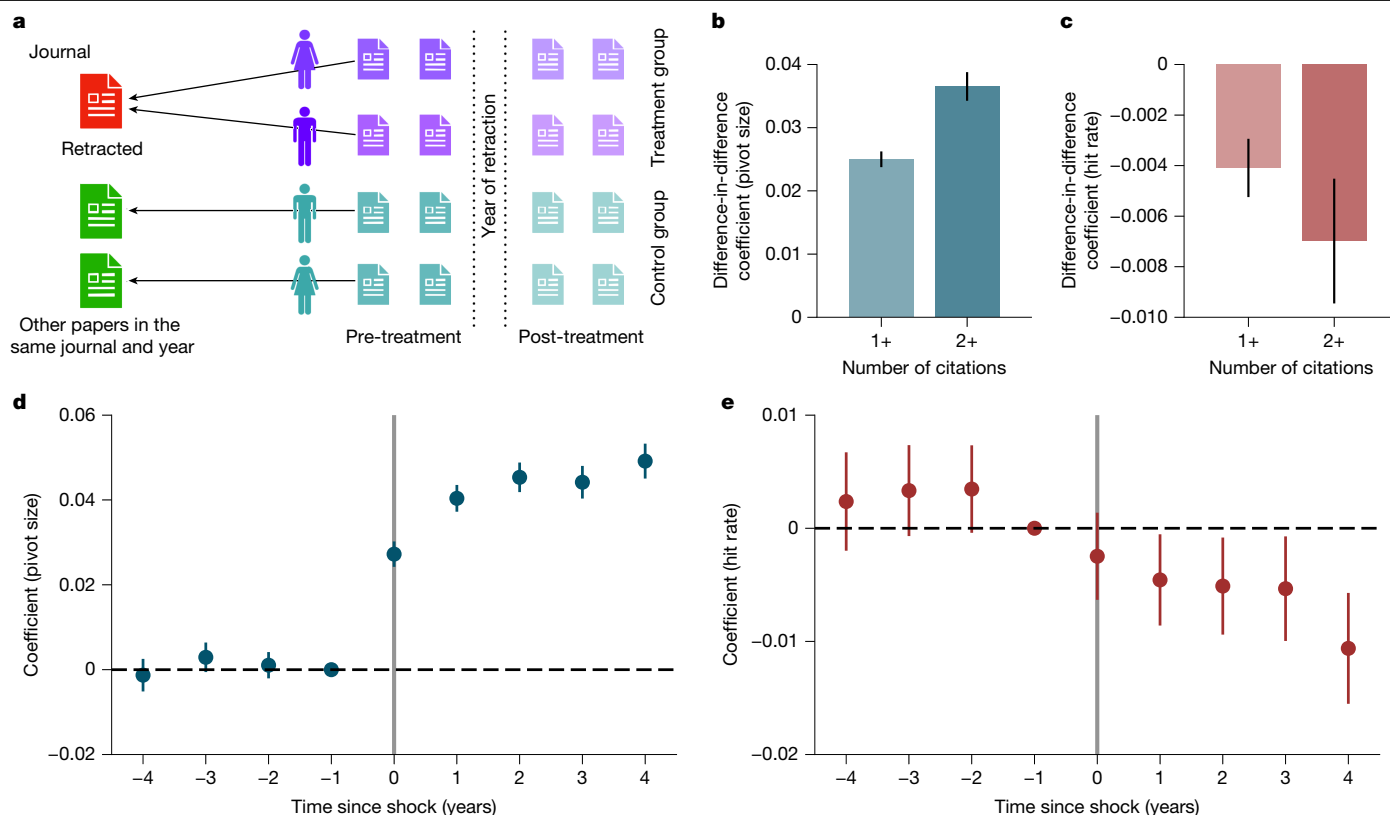 a
Journal
Retracted
Other papers in the
same journal and year
Pre-treatment
Year of retraction
Post-treatment
Treatment group
Control group
b
Difference-in-difference
coefficient (pivot size)
0.04
0.03
0.02
0.01
0
1+
2+
Number of citations
c
Difference-in-difference
coefficient (hit rate)
0
−0.002
−0.004
−0.006
−0.008
−0.010
1+
2+
Number of citations
d
Coefficient (pivot size)
0.06
0.04
0.02
0
−0.02
−4
−3
−2
−1
0
1
2
3
4
Time since shock (years)
e
Coefficient (hit rate)
0.01
0
−0.01
−0.02
−4
−3
−2
−1
0
1
2
3
4
Time since shock (years)